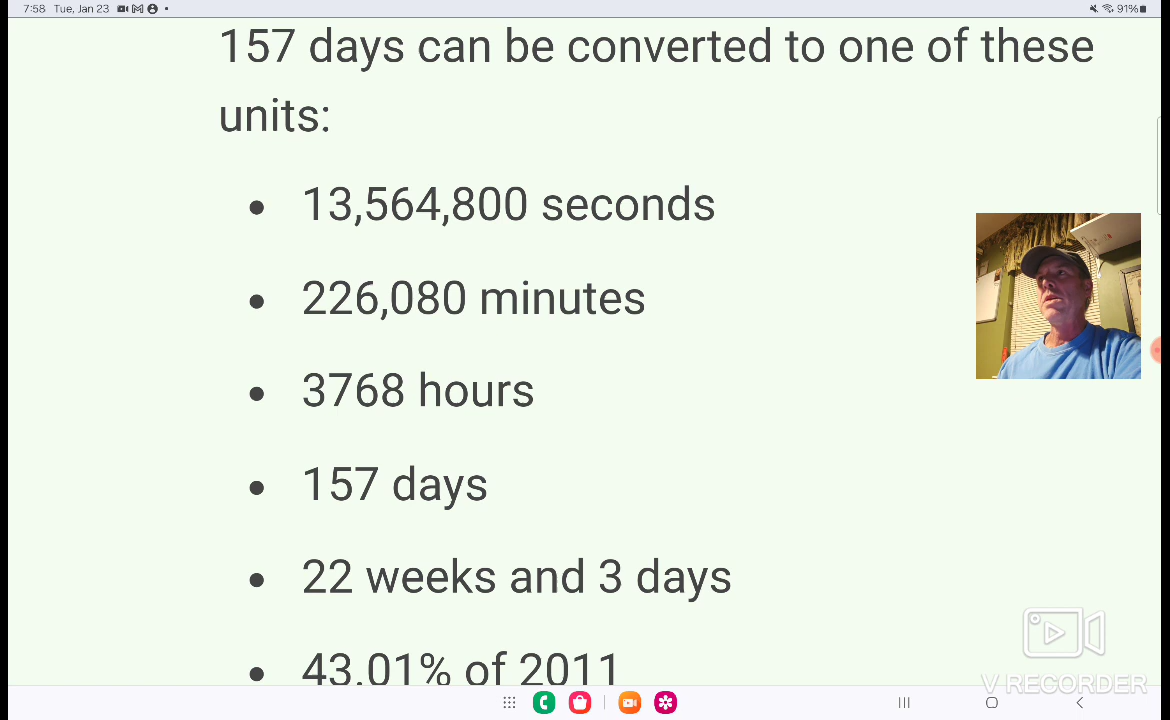 7:58 Tue, Jan 23
91%
157 days can be converted to one of these
units:
• 13,564,800 seconds
• 226,080 minutes
• 3768 hours
• 157 days
• 22 weeks and 3 days
• 43.01% of 2011
V RECORDER